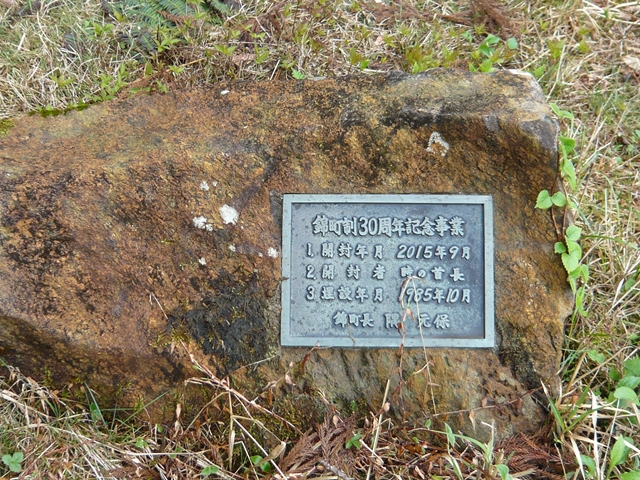 錦町制30周年記念事業
1.開封年月 2015年9月
2.開封者 時の首長
3.埋設年月 1985年10月
錦町長 元保